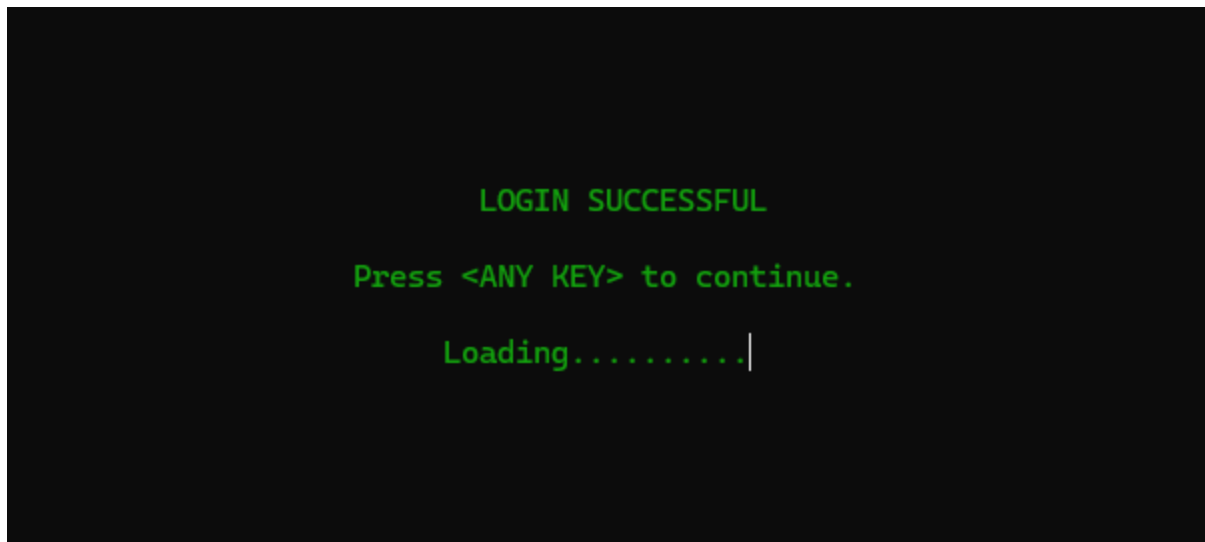 LOGIN SUCCESSFUL
Press <ANY KEY> to continue.
Loading..........